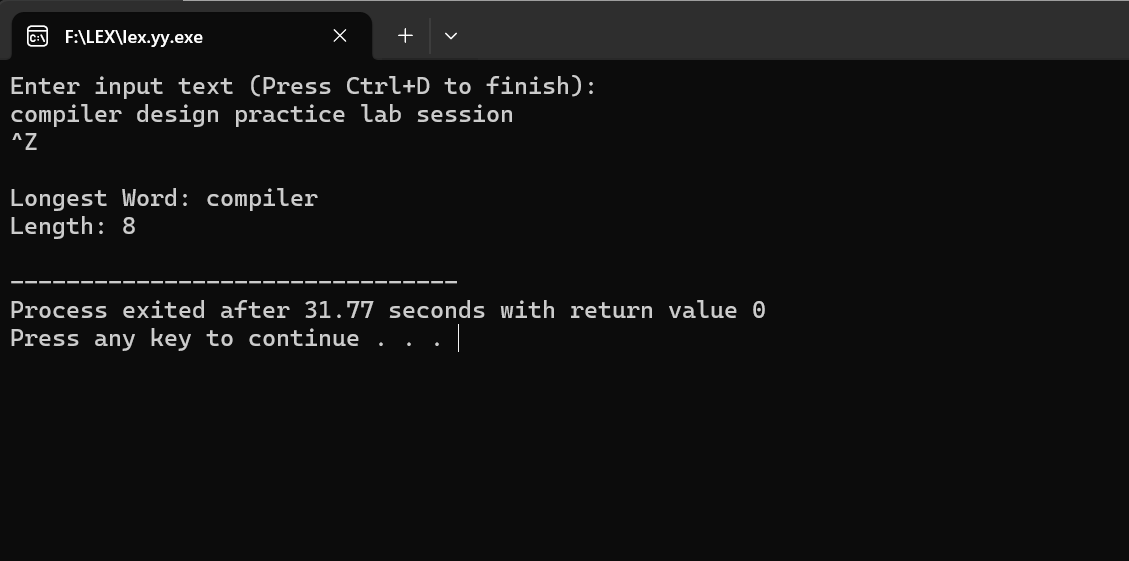 F:\LEX\lex.yy.exe
Enter input text (Press Ctrl+D to finish):
compiler design practice lab session
^Z
Longest Word: compiler
Length: 8
--------------------------------
Process exited after 31.77 seconds with return value 0
Press any key to continue . . .